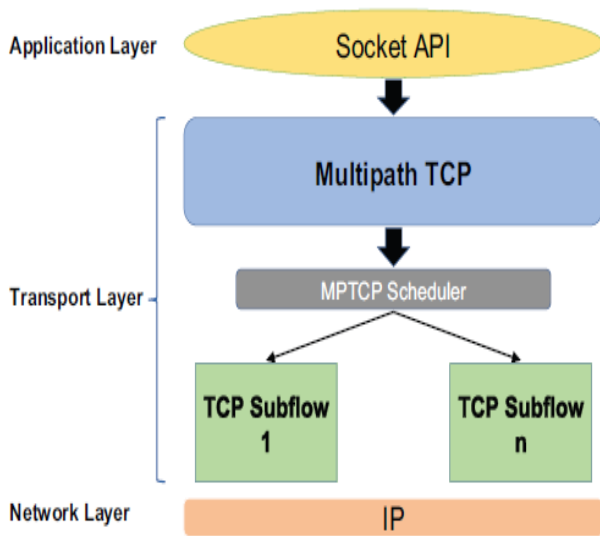 Application Layer
Socket API
Multipath TCP
Transport Layer
MPTCP Scheduler
TCP Subflow
1
TCP Subflow
n
Network Layer
IP